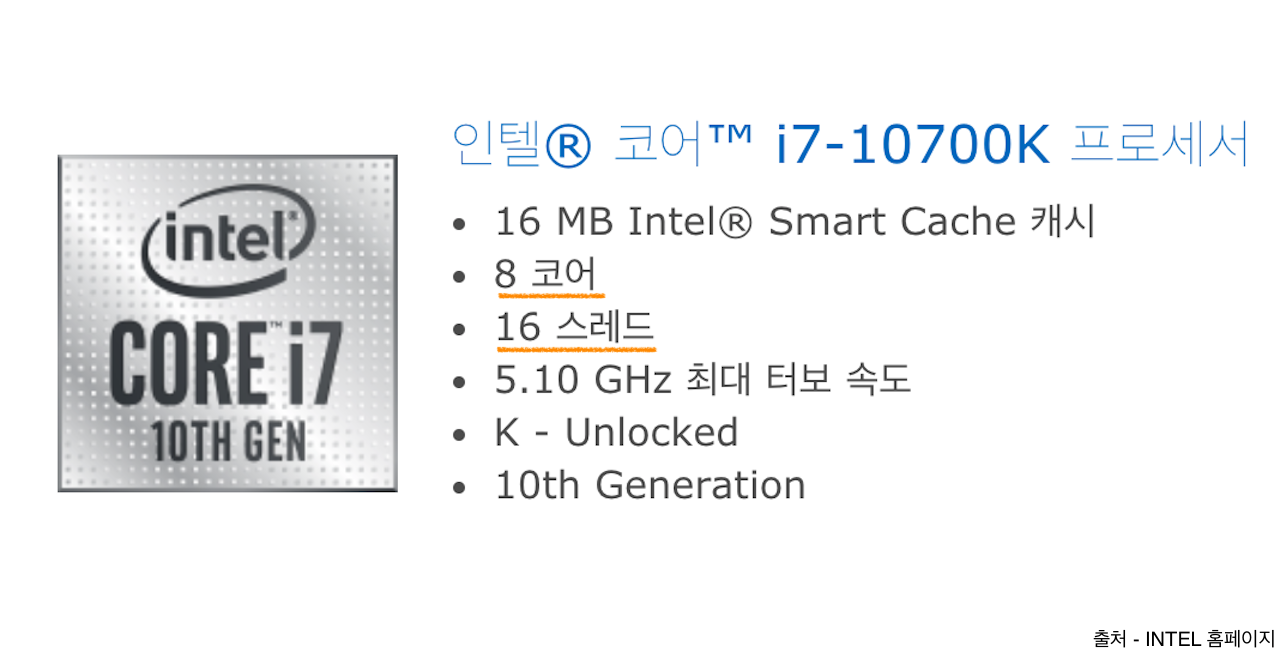 인텔® 코어™ i7-10700K 프로세서
intel®
CORE™ i7
10TH GEN
• 16 MB Intel® Smart Cache 캐시
• 8 코어
• 16 스레드
• 5.10 GHz 최대 터보 속도
• K - Unlocked
• 10th Generation
출처 - INTEL 홈페이지